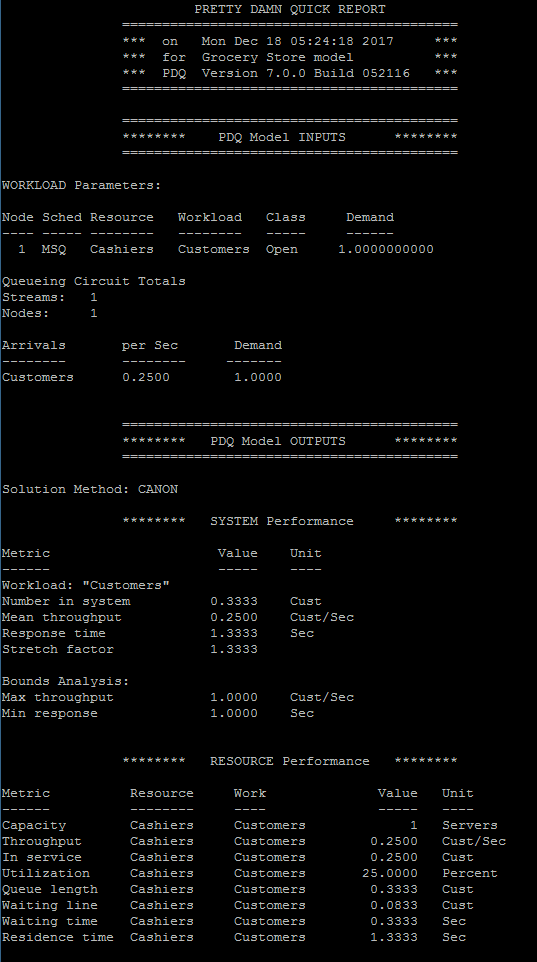 PRETTY DAMN QUICK REPORT
==========================================
***  on   Mon Dec 18 05:24:18 2017     ***
***  for  Grocery Store model          ***
***  PDQ  Version 7.0.0 Build 052116   ***
==========================================
==========================================
********    PDQ Model INPUTS      ********
==========================================
WORKLOAD Parameters:
Node Sched Resource   Workload   Class     Demand
---- ----- --------   --------   -----     ------
  1  MSQ   Cashiers   Customers  Open    1.0000000000
Queueing Circuit Totals
Streams:   1
Nodes:     1
Arrivals       per Sec       Demand
--------       --------     -------
Customers      0.2500        1.0000
==========================================
********   PDQ Model OUTPUTS      ********
==========================================
Solution Method: CANON
********   SYSTEM Performance     ********
Metric                     Value    Unit
------                     -----    ----
Workload: "Customers"
Number in system          0.3333    Cust
Mean throughput           0.2500    Cust/Sec
Response time             1.3333    Sec
Stretch factor            1.3333
Bounds Analysis:
Max throughput            1.0000    Cust/Sec
Min response              1.0000    Sec
********   RESOURCE Performance   ********
Metric          Resource     Work              Value   Unit
------          --------     ----              -----   ----
Capacity        Cashiers     Customers             1   Servers
Throughput      Cashiers     Customers        0.2500   Cust/Sec
In service      Cashiers     Customers        0.2500   Cust
Utilization     Cashiers     Customers       25.0000   Percent
Queue length    Cashiers     Customers        0.3333   Cust
Waiting line    Cashiers     Customers        0.0833   Cust
Waiting time    Cashiers     Customers        0.3333   Sec
Residence time  Cashiers     Customers        1.3333   Sec